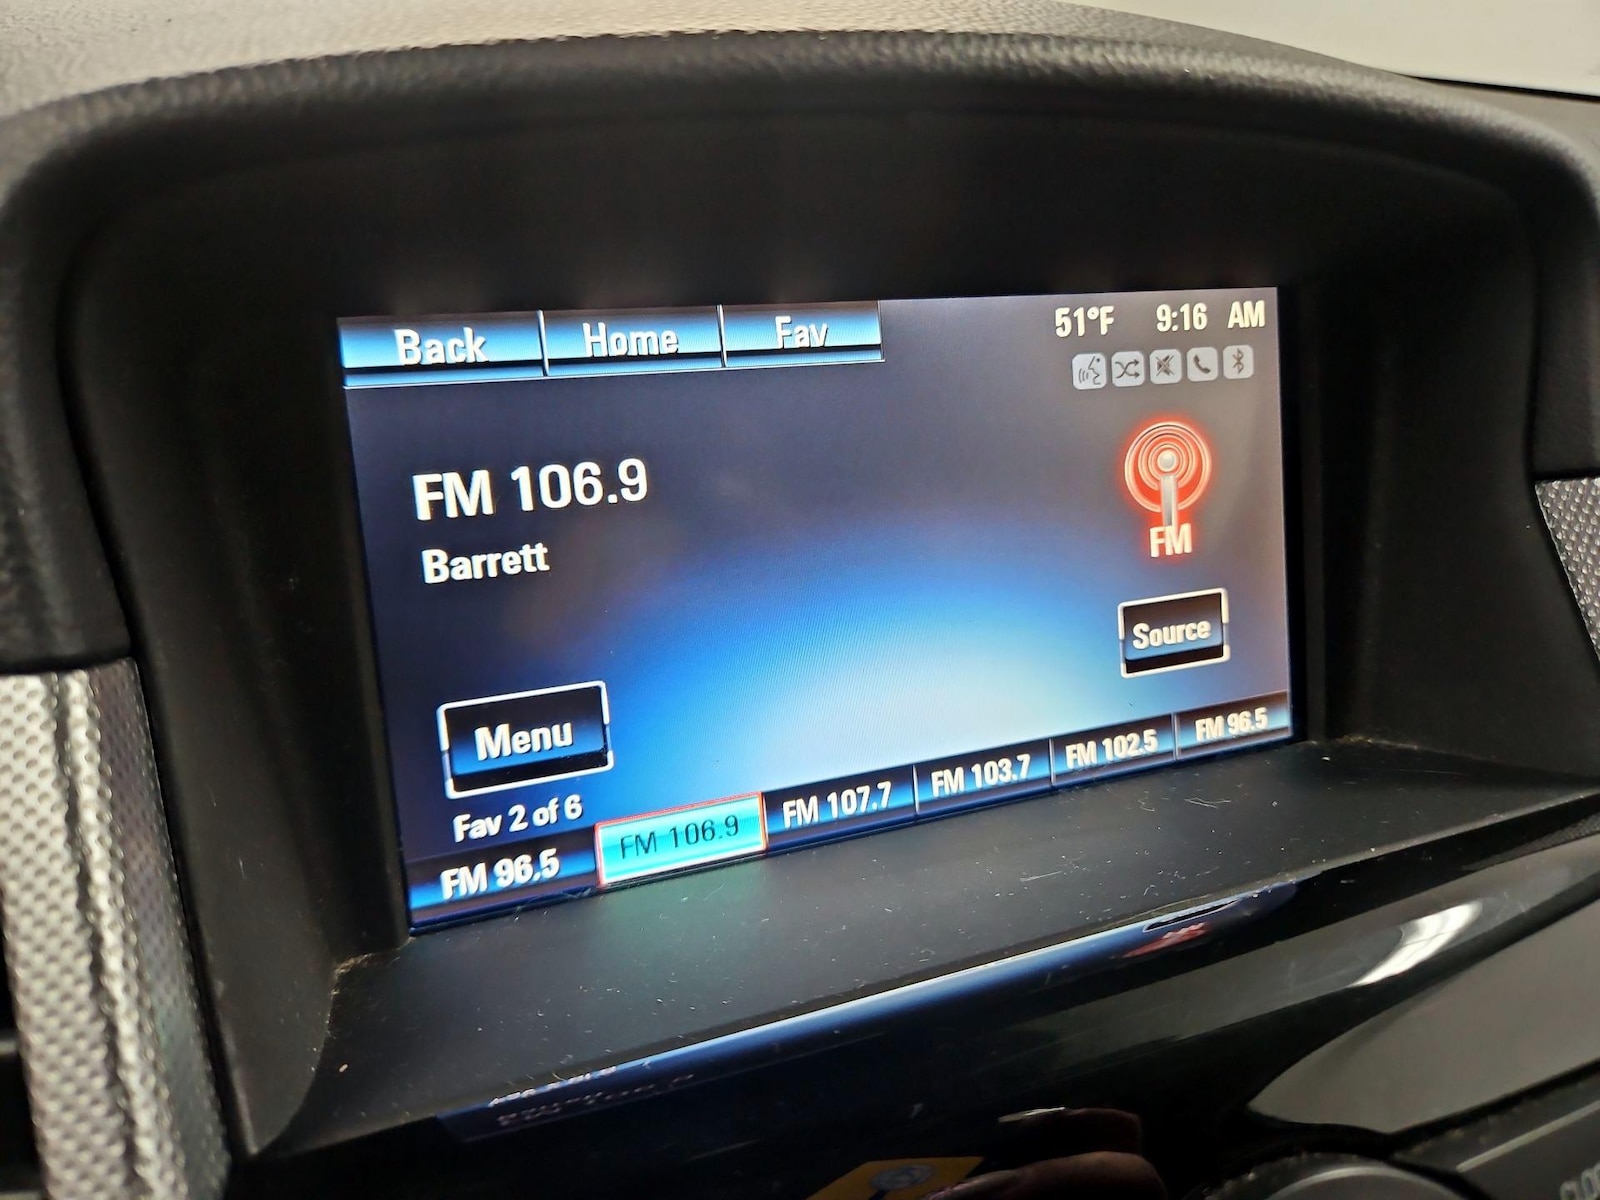 Back Home Fav 51°F 9:16 AM
FM 106.9
Barrett
FM
Source
Menu
Fav 2 of 6
FM 96.5 FM 106.9 FM 107.7 FM 103.7 FM 102.5 FM 96.5